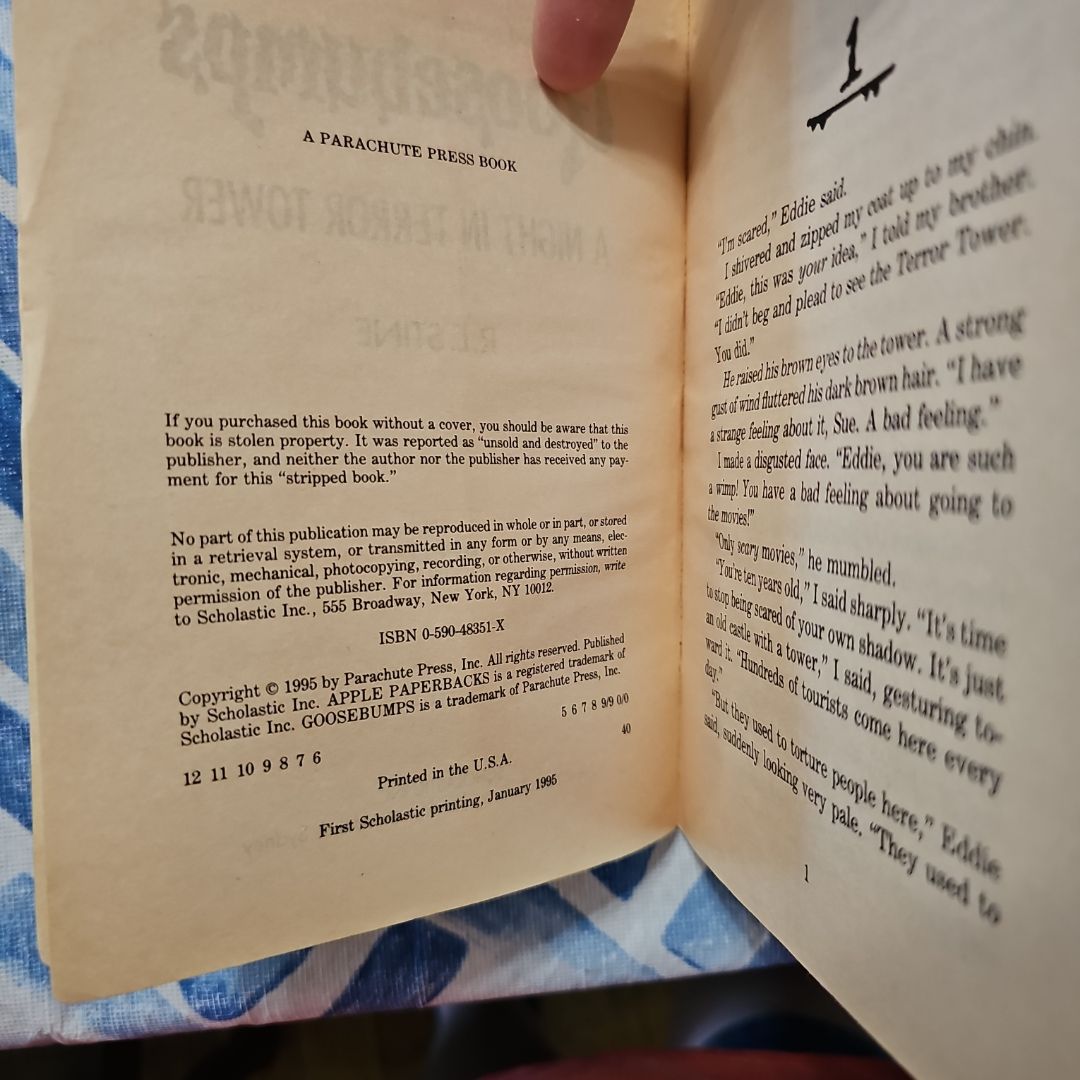 A PARACHUTE PRESS BOOK
If you purchased this book without a cover, you should be aware that this
book is stolen property. It was reported as “unsold and destroyed” to the
publisher, and neither the author nor the publisher has received any pay-
ment for this “stripped book.”
No part of this publication may be reproduced in whole or in part, or stored
in a retrieval system, or transmitted in any form or by any means, elec-
tronic, mechanical, photocopying, recording, or otherwise, without written
permission of the publisher. For information regarding permission, write
to Scholastic Inc., 555 Broadway, New York, NY 10012.
ISBN 0-590-48351-X
Copyright © 1995 by Parachute Press, Inc. All rights reserved. Published
by Scholastic Inc. APPLE PAPERBACKS is a registered trademark of
Scholastic Inc. GOOSEBUMPS is a trademark of Parachute Press, Inc.
12 11 10 9 8 7 6 5 6 7 8 9/9 0/0
40
Printed in the U.S.A.
First Scholastic printing, January 1995
1
“I'm scared,” Eddie said.
I shivered and zipped my coat up to my chin.
“Eddie, this was your idea,” I told my brother.
“I didn't beg and plead to see the Terror Tower.
You did.”
He raised his brown eyes to the tower. A strong
gust of wind fluttered his dark brown hair. “I have
a strange feeling about it, Sue. A bad feeling.”
I made a disgusted face. “Eddie, you are such
a wimp! You have a bad feeling about going to
the movies!”
“Only scary movies,” he mumbled.
“You're ten years old,” I said sharply. “It's time
to stop being scared of your own shadow. It's just
an old castle with a tower,” I said, gesturing to-
ward it. “Hundreds of tourists come here every
day.”
“But they used to torture people here,” Eddie
said, suddenly looking very pale. “They used to
1